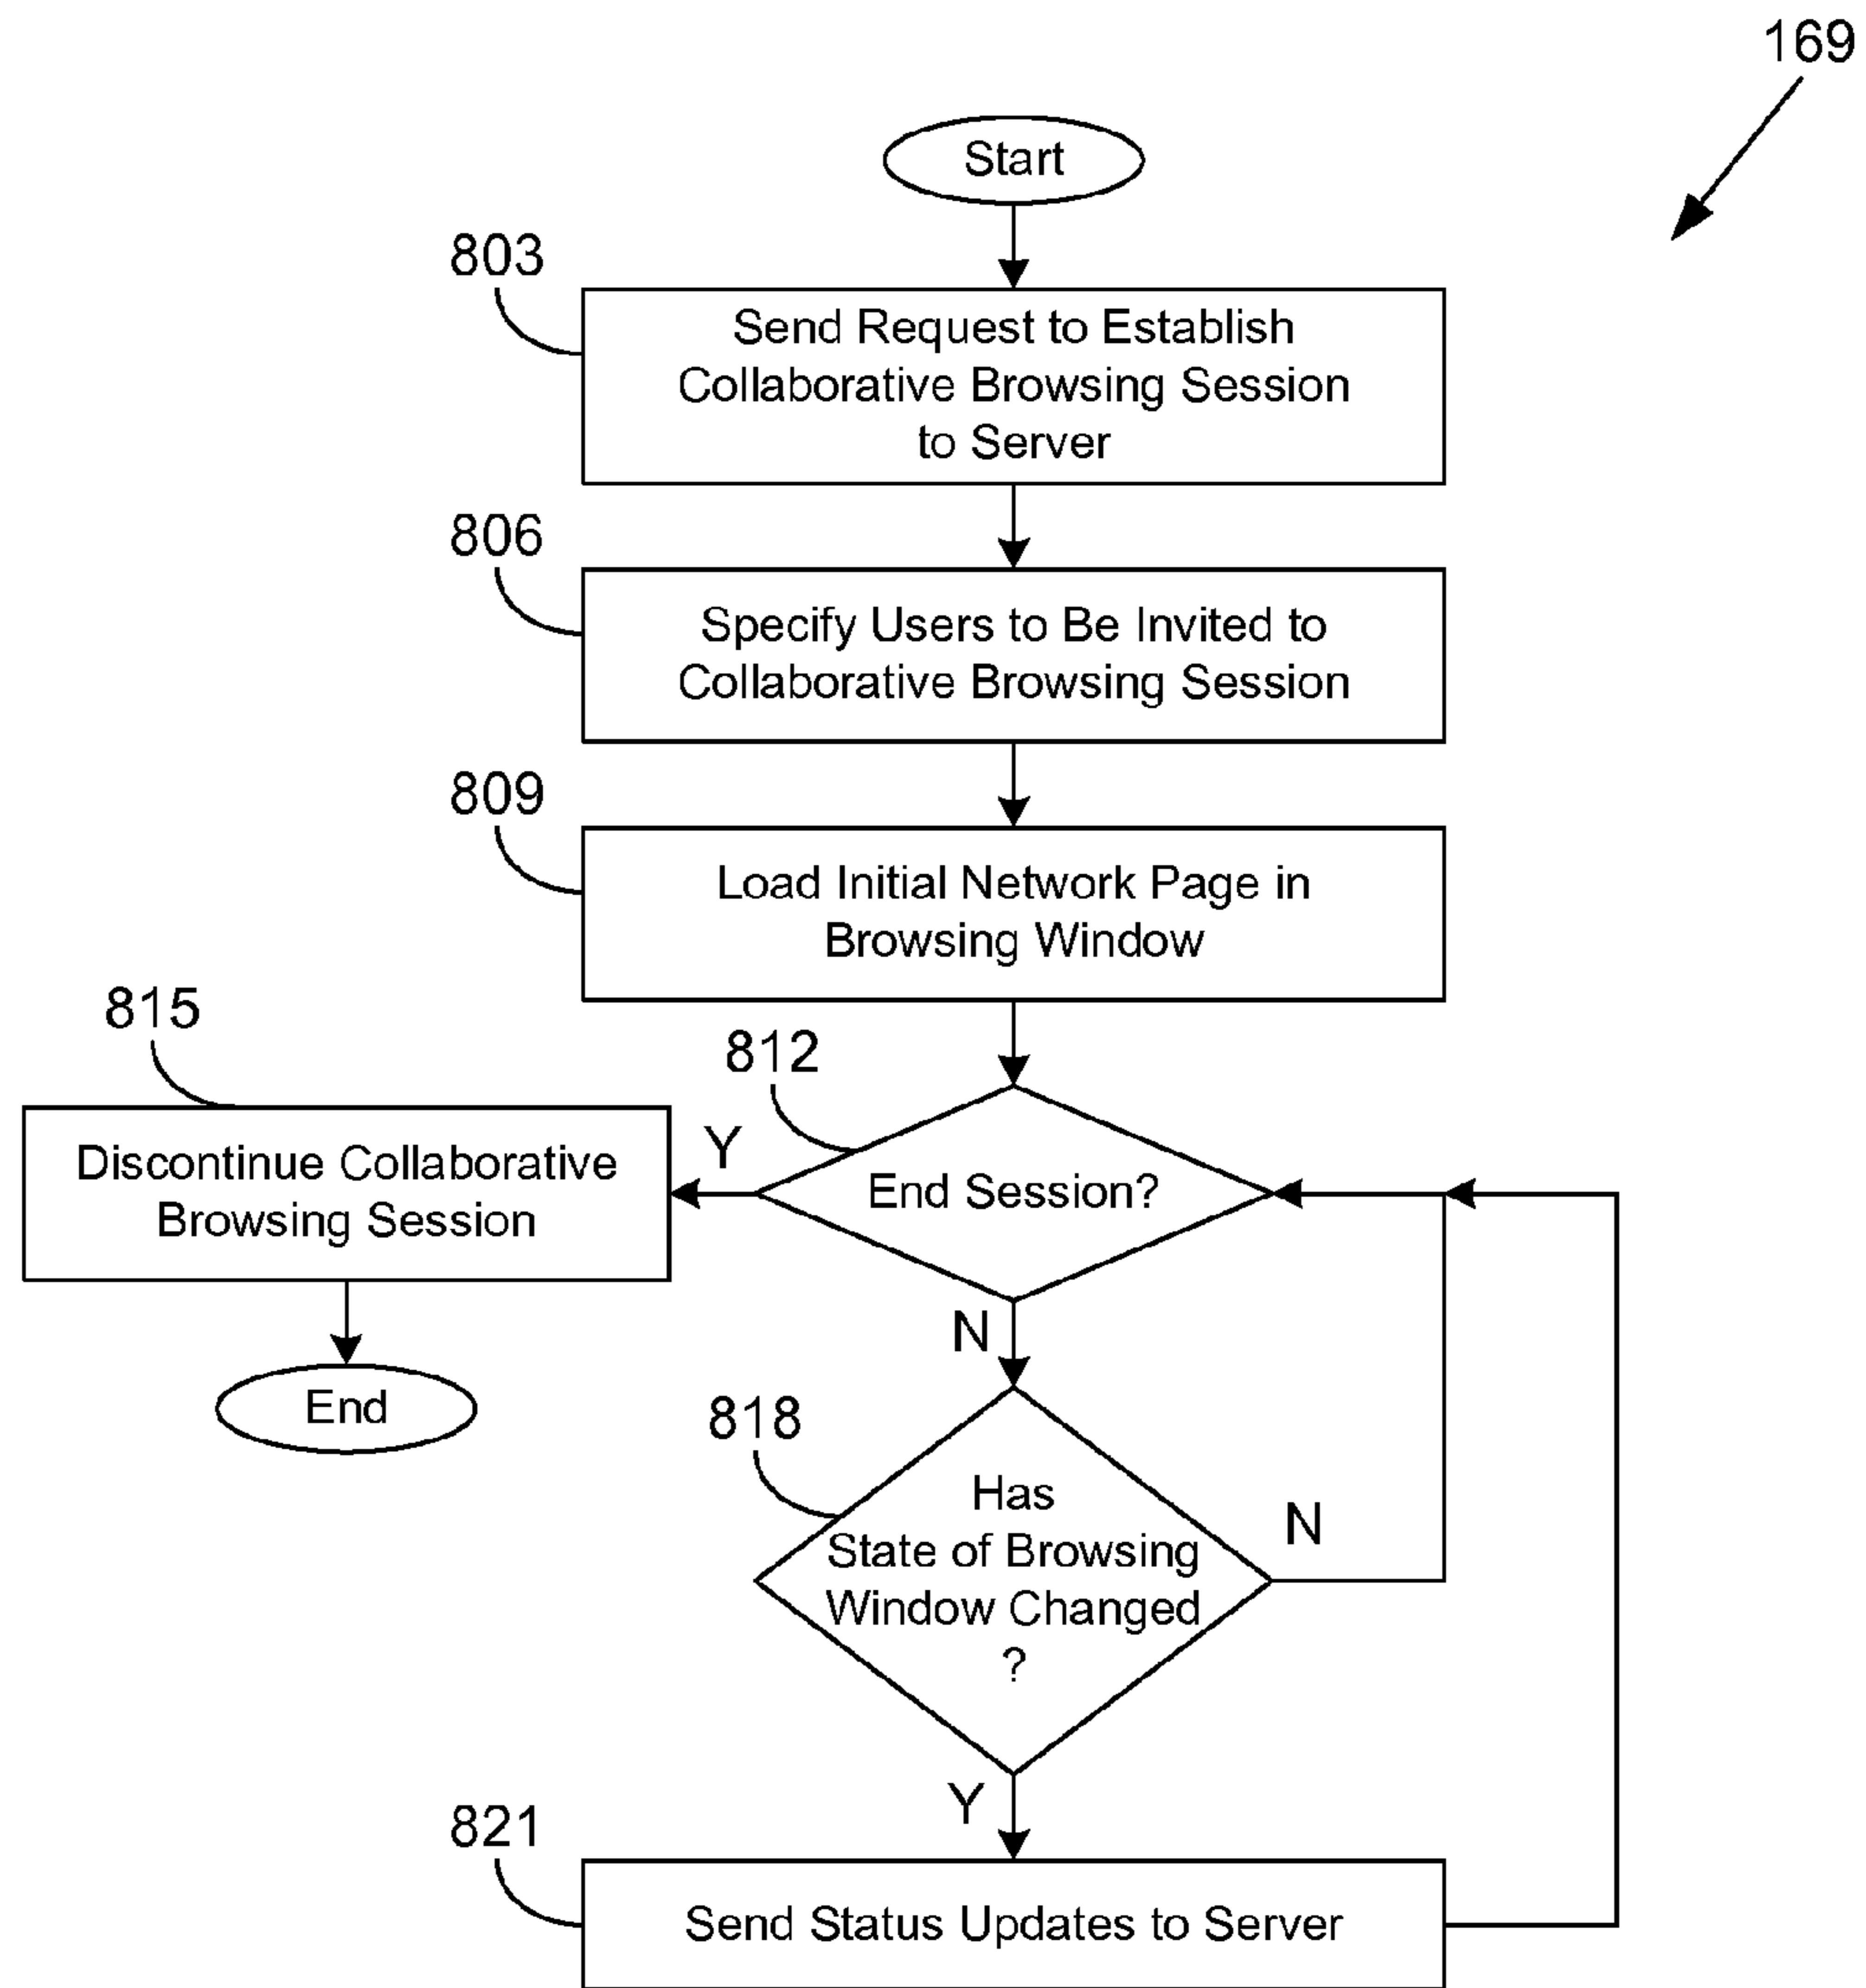 169
Start
803
Send Request to Establish
Collaborative Browsing Session
to Server
806
Specify Users to Be Invited to
Collaborative Browsing Session
809
Load Initial Network Page in
Browsing Window
815
812
Discontinue Collaborative
Browsing Session
Y
End Session?
N
End
818
Has
State of Browsing
Window Changed
?
N
Y
821
Send Status Updates to Server